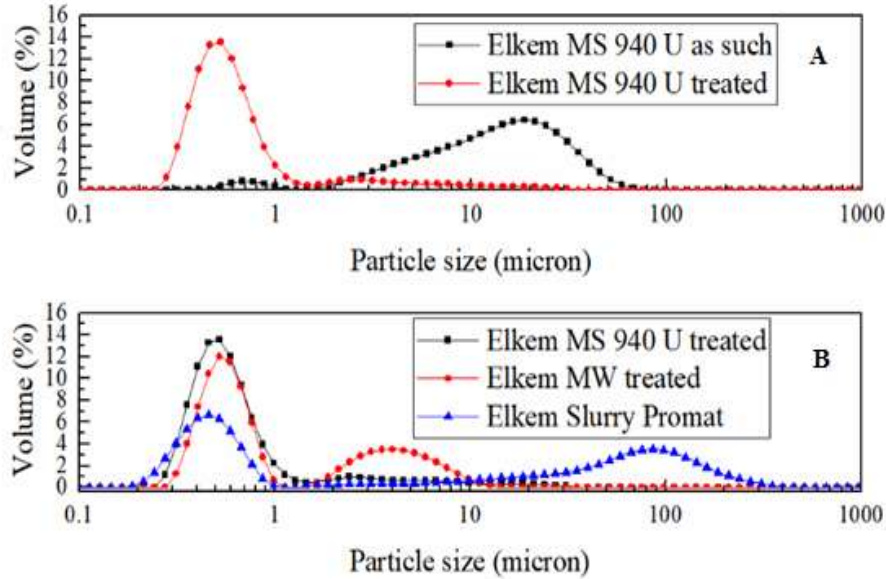 16
14
12
10
8
6
4
2
0
Volume (%)
Elkem MS 940 U as such
Elkem MS 940 U treated
A
0.1 1 10 100 1000
Particle size (micron)
16
14
12
10
8
6
4
2
0
Volume (%)
Elkem MS 940 U treated
Elkem MW treated
Elkem Slurry Promat
B
0.1 1 10 100 1000
Particle size (micron)